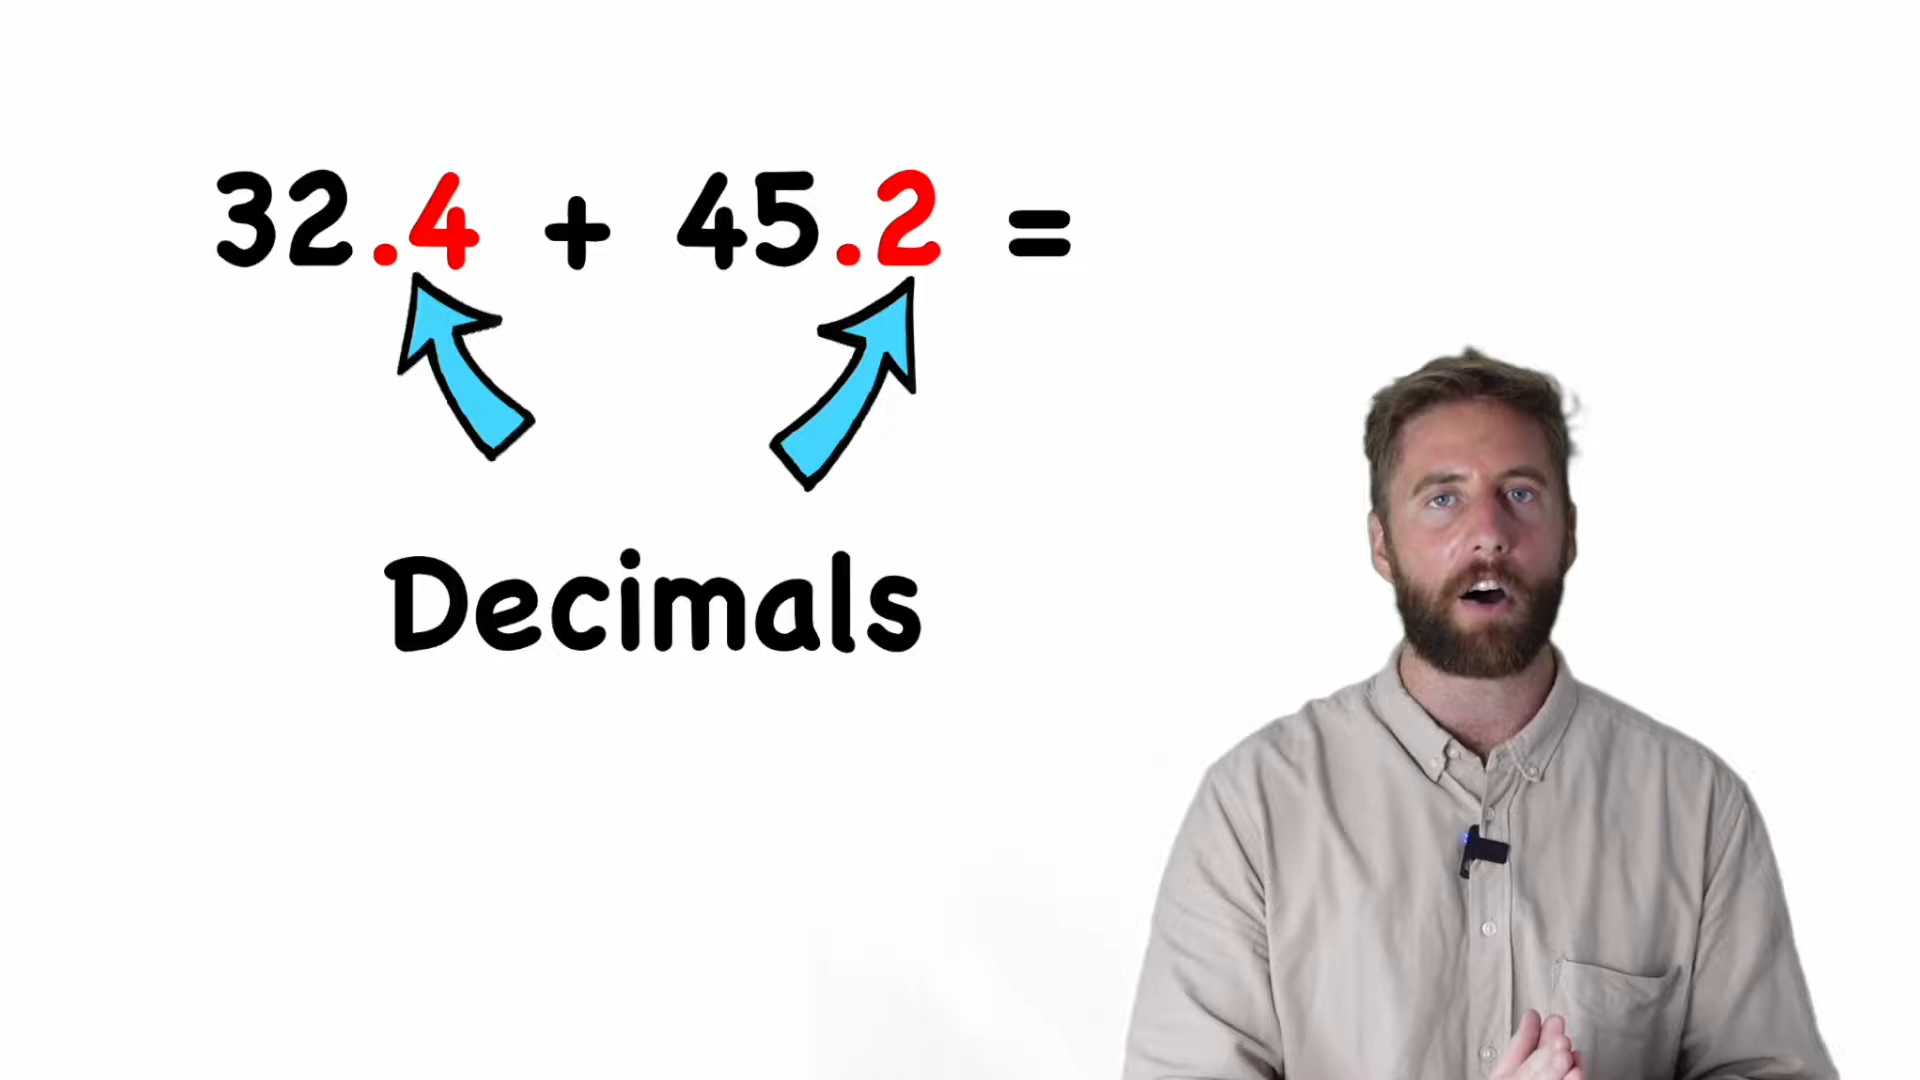 32.4 + 45.2 =
Decimals